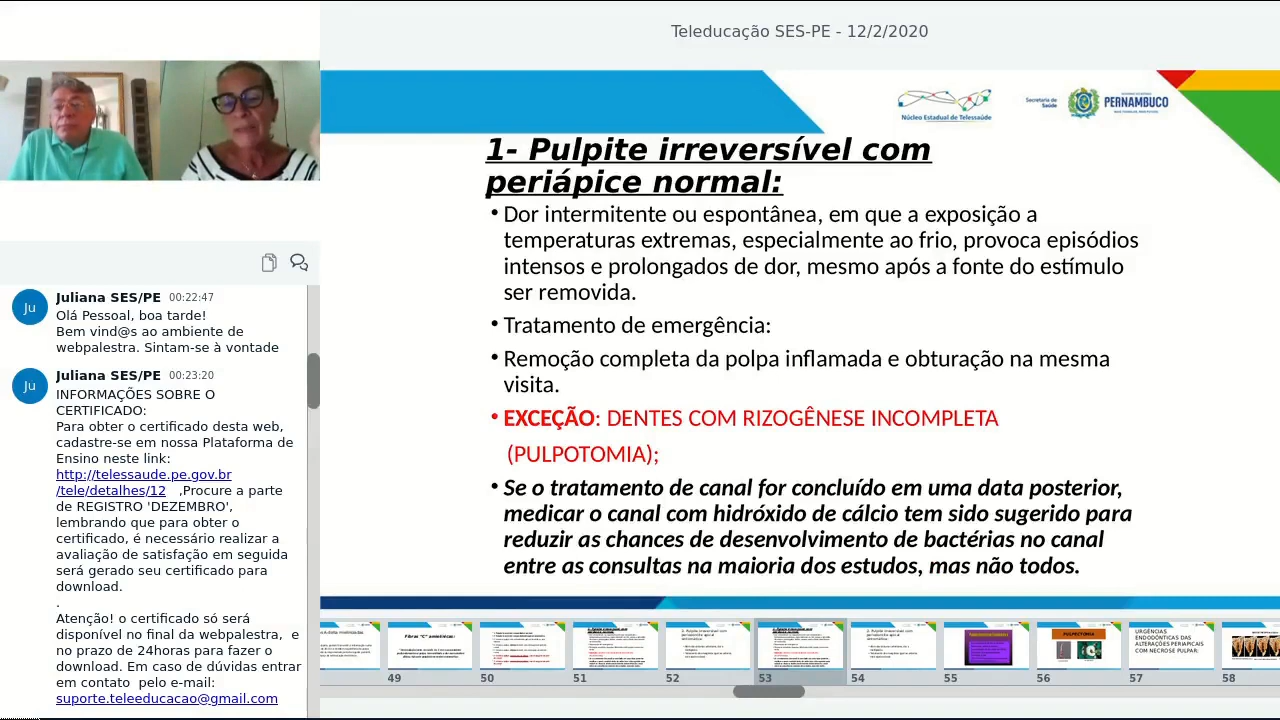 Teleducação SES-PE - 12/2/2020
Núcleo Estadual de Telessaúde
Secretaria de
Saúde
PERNAMBUCO
1- Pulpite irreversível com
periápice normal:
• Dor intermitente ou espontânea, em que a exposição a
temperaturas extremas, especialmente ao frio, provoca episódios
intensos e prolongados de dor, mesmo após a fonte do estímulo
ser removida.
• Tratamento de emergência:
• Remoção completa da polpa inflamada e obturação na mesma
visita.
• EXCEÇÃO: DENTES COM RIZOGÊNESE INCOMPLETA
(PULPOTOMIA);
• Se o tratamento de canal for concluído em uma data posterior,
medicar o canal com hidróxido de cálcio tem sido sugerido para
reduzir as chances de desenvolvimento de bactérias no canal
entre as consultas na maioria dos estudos, mas não todos.
Ju
Juliana SES/PE 00:22:47
Olá Pessoal, boa tarde!
Bem vind@s ao ambiente de
webpalestra. Sintam-se à vontade
Ju
Juliana SES/PE 00:23:20
INFORMAÇÕES SOBRE O
CERTIFICADO:
Para obter o certificado desta web,
cadastre-se em nossa Plataforma de
Ensino neste link:
http://telessaude.pe.gov.br
/tele/detalhes/12 ,Procure a parte
de REGISTRO 'DEZEMBRO',
lembrando que para obter o
certificado, é necessário realizar a
avaliação de satisfação em seguida
será gerado seu certificado para
download.
.
Atenção! o certificado só será
disponível no final da webpalestra, e
no prazo de 24horas para fazer o
download. Em caso de dúvidas entrar
em contato pelo e-mail:
suporte.teleeducacao@gmail.com
Fibras "C" amielínicas:
PULPECTOMIA
URGÊNCIAS
ENDODÔNTICAS DAS
ALTERAÇÕES PERIAPICAIS
COM NECROSE PULPAR:
49
50
51
52
53
54
55
56
57
58